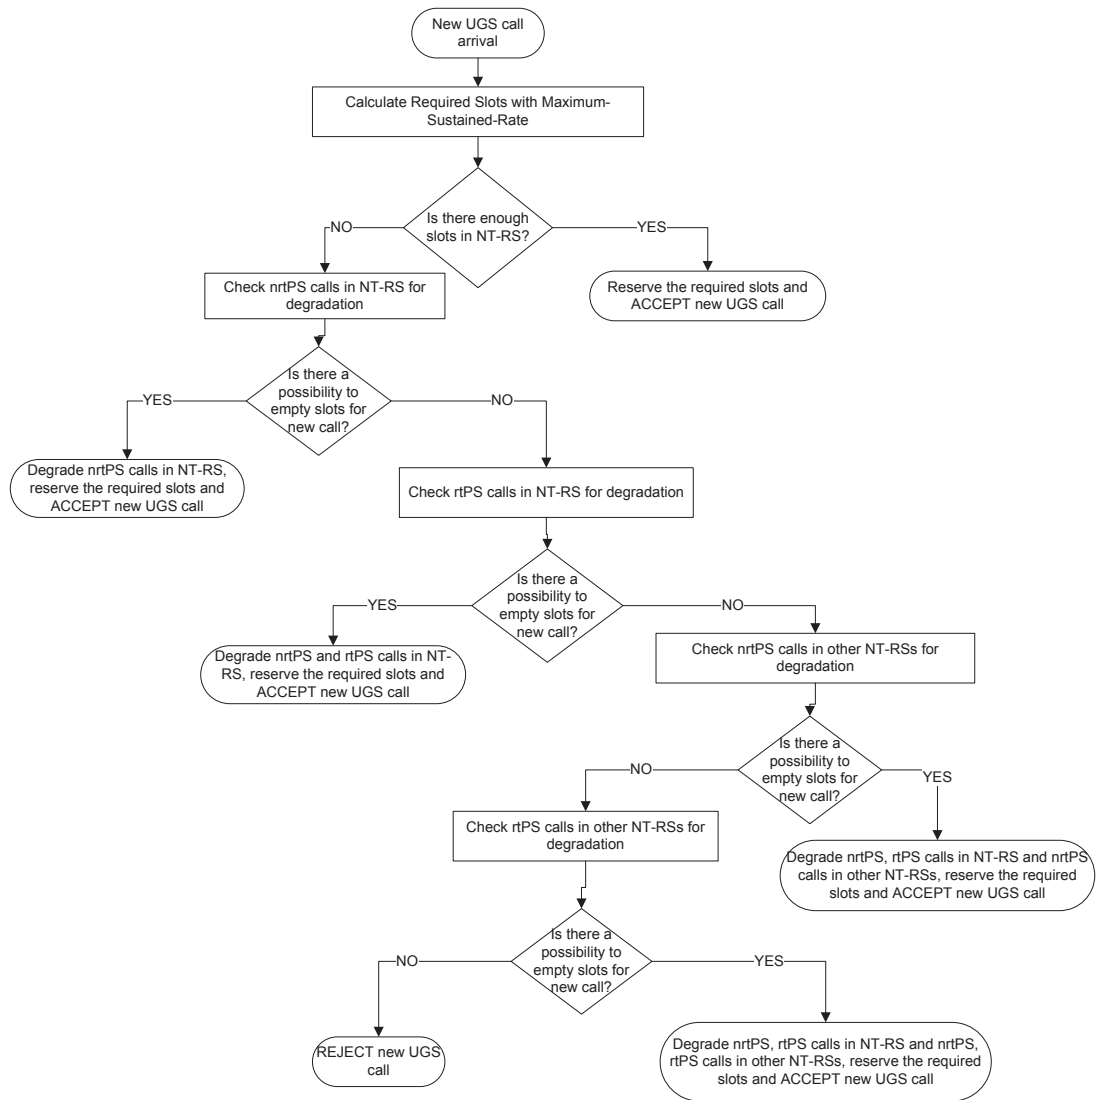 New UGS call
arrival
Calculate Required Slots with Maximum-
Sustained-Rate
Is there enough
slots in NT-RS?
NO
YES
Check nrtPS calls in NT-RS for
degradation
Reserve the required slots and
ACCEPT new UGS call
Is there a
possibility to
empty slots for
new call?
YES
NO
Degrade nrtPS calls in NT-RS,
reserve the required slots and
ACCEPT new UGS call
Check rtPS calls in NT-RS for degradation
Is there a
possibility to
empty slots for
new call?
YES
NO
Degrade nrtPS and rtPS calls in NT-
RS, reserve the required slots and
ACCEPT new UGS call
Check nrtPS calls in other NT-RSs for
degradation
Is there a
possibility to
empty slots for
new call?
NO
YES
Check rtPS calls in other NT-RSs for
degradation
Degrade nrtPS, rtPS calls in NT-RS and nrtPS
calls in other NT-RSs, reserve the required
slots and ACCEPT new UGS call
Is there a
possibility to
empty slots for
new call?
NO
YES
REJECT new UGS
call
Degrade nrtPS, rtPS calls in NT-RS and nrtPS,
rtPS calls in other NT-RSs, reserve the required
slots and ACCEPT new UGS call